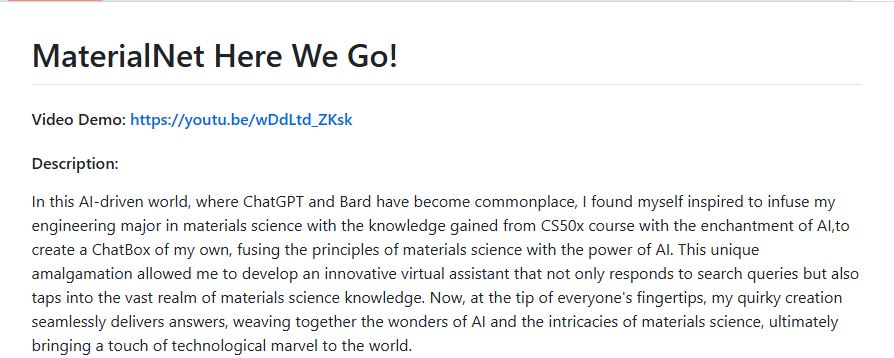 MaterialNet Here We Go!
Video Demo: https://youtu.be/wDdLtd_ZKsk
Description:
In this AI-driven world, where ChatGPT and Bard have become commonplace, I found myself inspired to infuse my
engineering major in materials science with the knowledge gained from CS50x course with the enchantment of AI,to
create a ChatBox of my own, fusing the principles of materials science with the power of AI. This unique
amalgamation allowed me to develop an innovative virtual assistant that not only responds to search queries but also
taps into the vast realm of materials science knowledge. Now, at the tip of everyone's fingertips, my quirky creation
seamlessly delivers answers, weaving together the wonders of AI and the intricacies of materials science, ultimately
bringing a touch of technological marvel to the world.